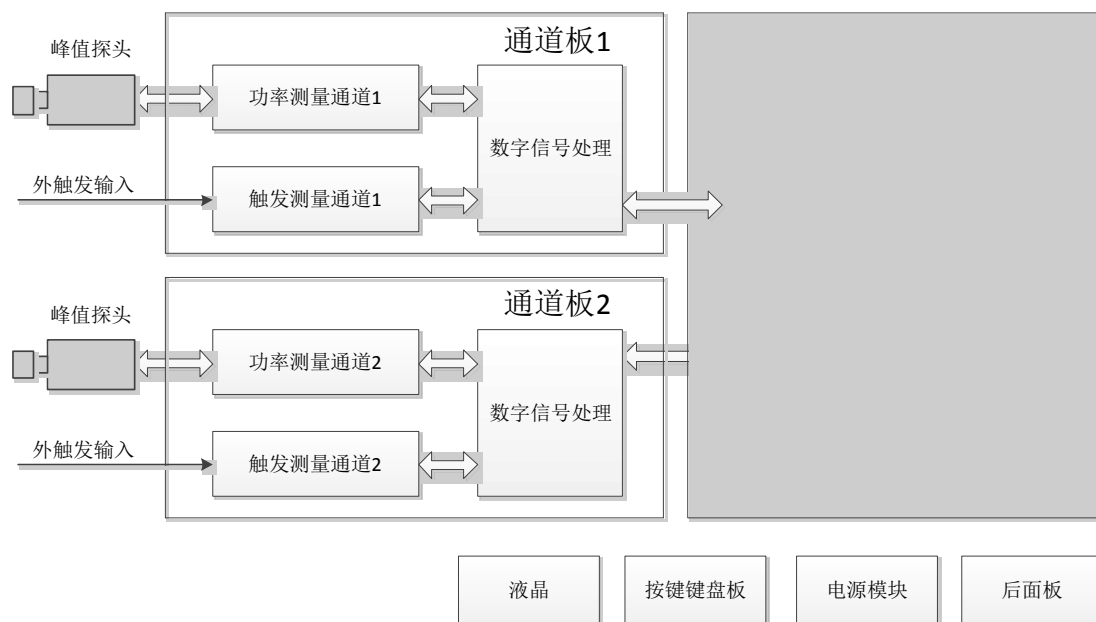 通道板1
峰值探头
功率测量通道1
数字信号处理
外触发输入
触发测量通道1
通道板2
峰值探头
功率测量通道2
数字信号处理
外触发输入
触发测量通道2
液晶
按键键盘板
电源模块
后面板